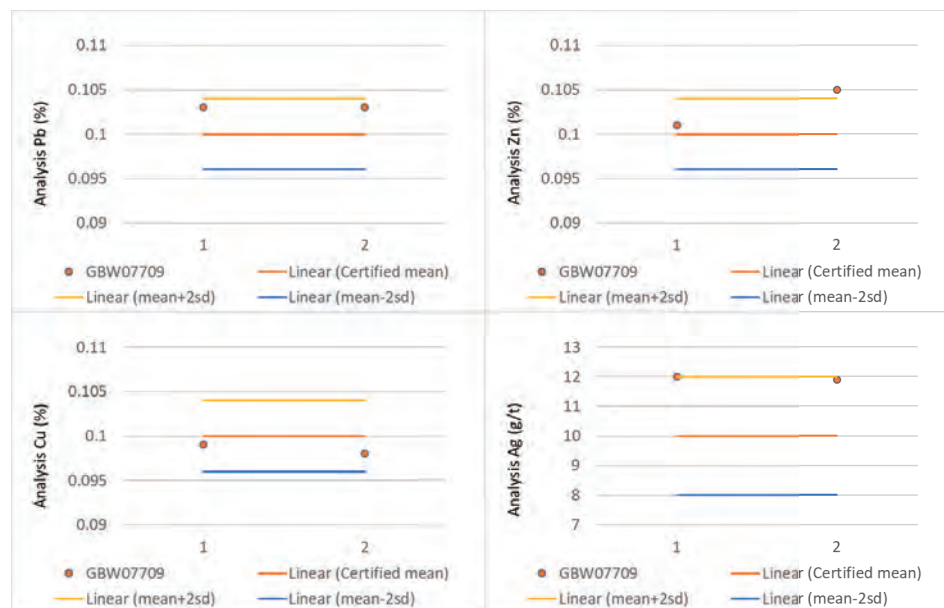 Analysis Pb (%)
0.11
0.105
0.1
0.095
0.09
1 2
GBW07709 Linear (Certified mean)
Linear (mean+2sd) Linear (mean-2sd)
Analysis Zn (%)
0.11
0.105
0.1
0.095
0.09
1 2
GBW07709 Linear (Certified mean)
Linear (mean+2sd) Linear (mean-2sd)
Analysis Cu (%)
0.11
0.105
0.1
0.095
0.09
1 2
GBW07709 Linear (Certified mean)
Linear (mean+2sd) Linear (mean-2sd)
Analysis Ag (g/t)
13
12
11
10
9
8
7
1 2
GBW07709 Linear (Certified mean)
Linear (mean+2sd) Linear (mean-2sd)